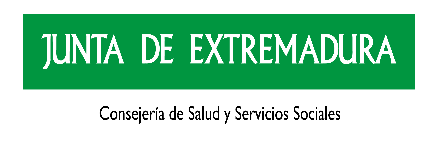 JUNTA DE EXTREMADURA
Consejería de Salud y Servicios Sociales